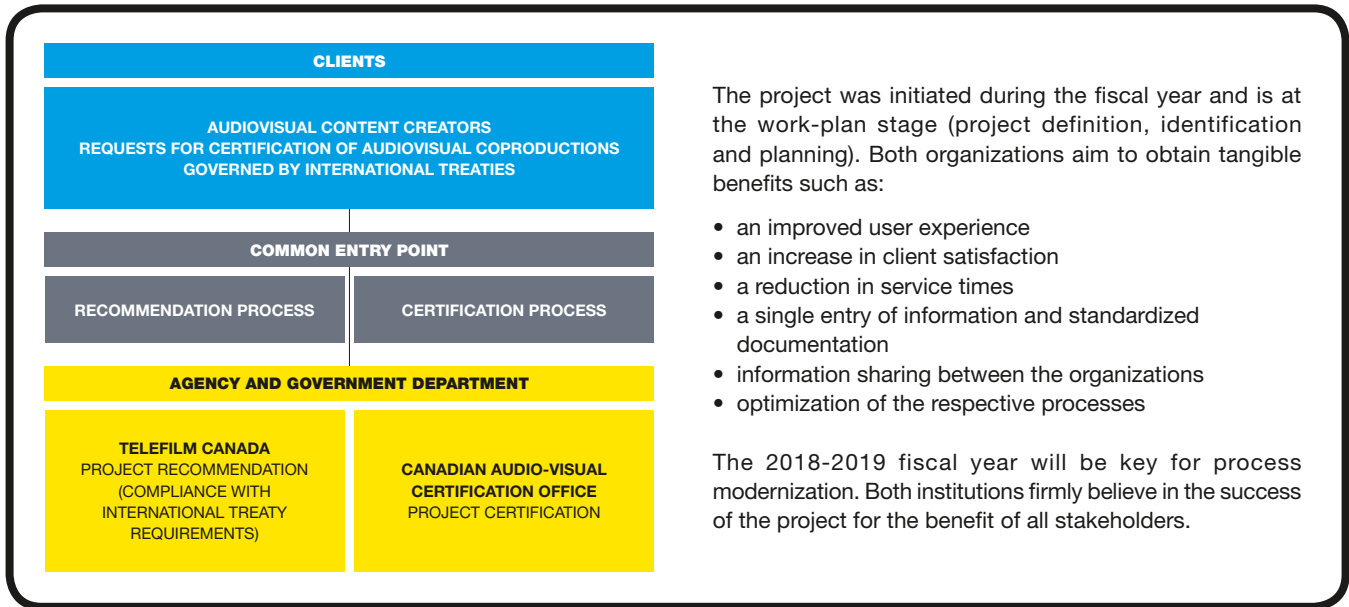 CLIENTS
AUDIOVISUAL CONTENT CREATORS
REQUESTS FOR CERTIFICATION OF AUDIOVISUAL COPRODUCTIONS
GOVERNED BY INTERNATIONAL TREATIES
COMMON ENTRY POINT
RECOMMENDATION PROCESS
CERTIFICATION PROCESS
AGENCY AND GOVERNMENT DEPARTMENT
TELEFILM CANADA
PROJECT RECOMMENDATION
(COMPLIANCE WITH
INTERNATIONAL TREATY
REQUIREMENTS)
CANADIAN AUDIO-VISUAL
CERTIFICATION OFFICE
PROJECT CERTIFICATION
The project was initiated during the fiscal year and is at
the work-plan stage (project definition, identification
and planning). Both organizations aim to obtain tangible
benefits such as:
• an improved user experience
• an increase in client satisfaction
• a reduction in service times
• a single entry of information and standardized
documentation
• information sharing between the organizations
• optimization of the respective processes
The 2018-2019 fiscal year will be key for process
modernization. Both institutions firmly believe in the success
of the project for the benefit of all stakeholders.